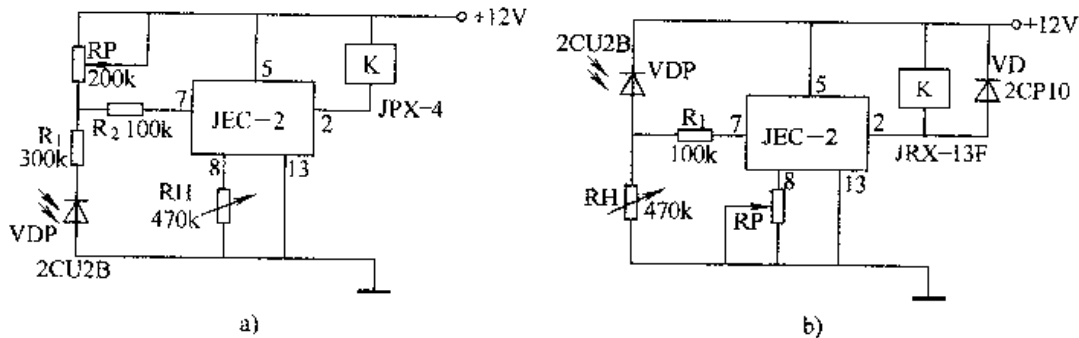 +12V
RP
200k
5
K
7
JEC-2
2
JPX-4
R₂ 100k
R₁
300k
8
13
RH
470k
VDP
2CU2B
a)
+12V
2CU2B
VDP
5
K
VD
2CP10
R₁
100k
7
JEC-2
2
JRX-13F
8
13
RH
470k
RP
b)